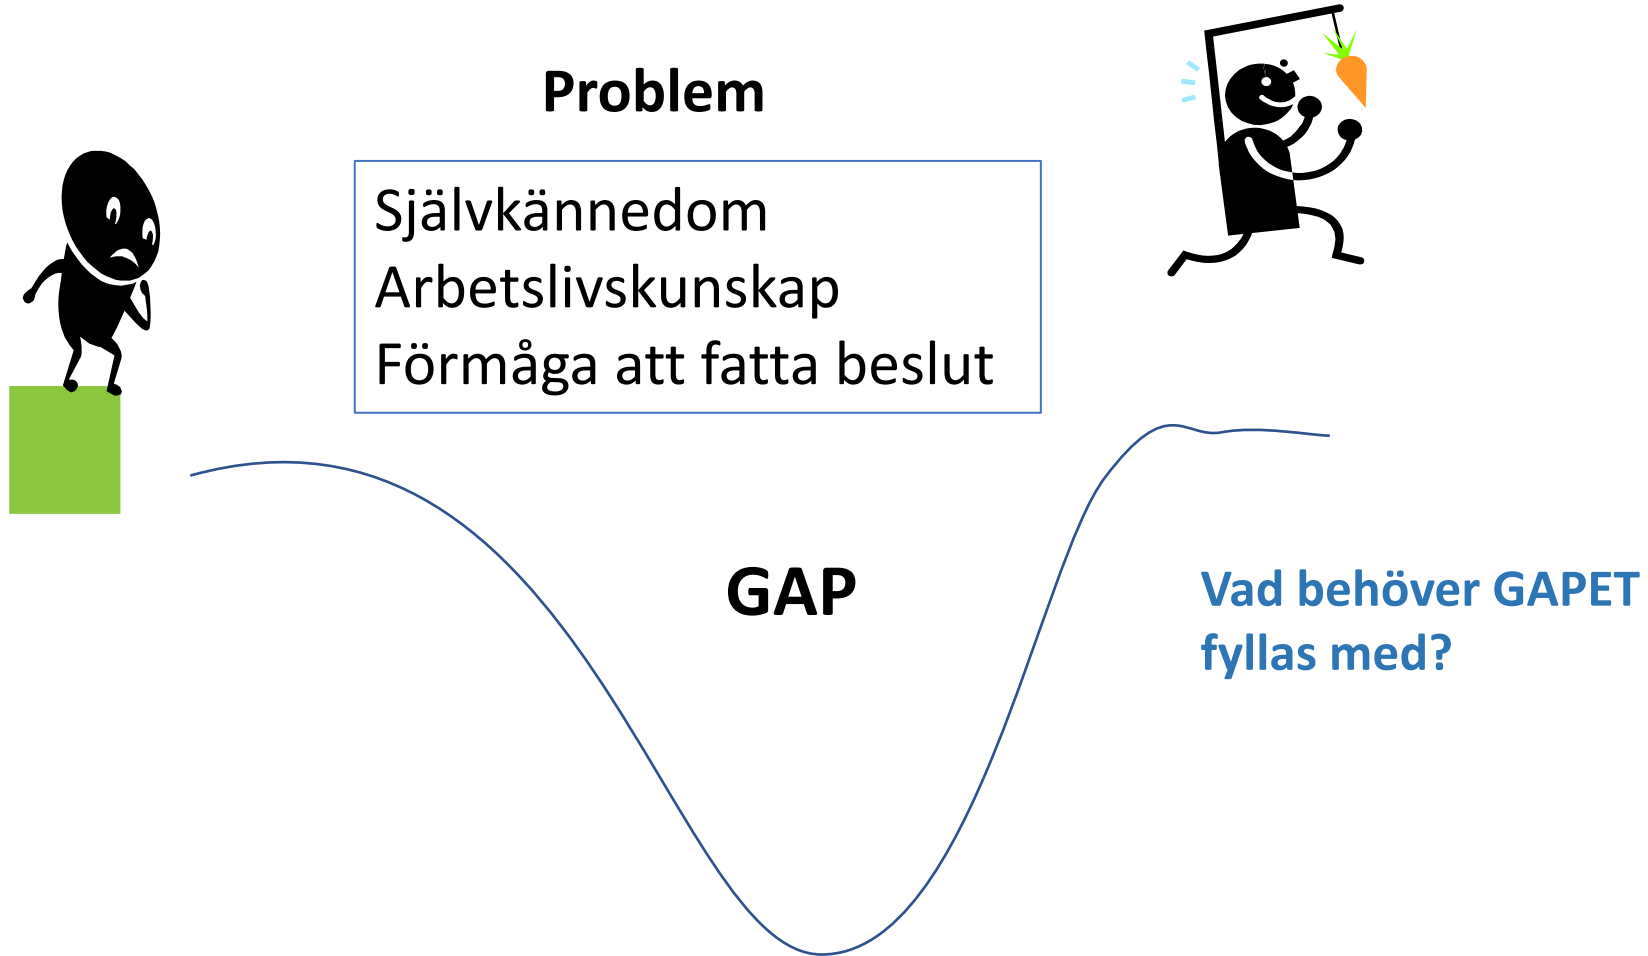 Problem
Självkännedom
Arbetslivskunskap
Förmåga att fatta beslut
GAP
Vad behöver GAPET
fyllas med?